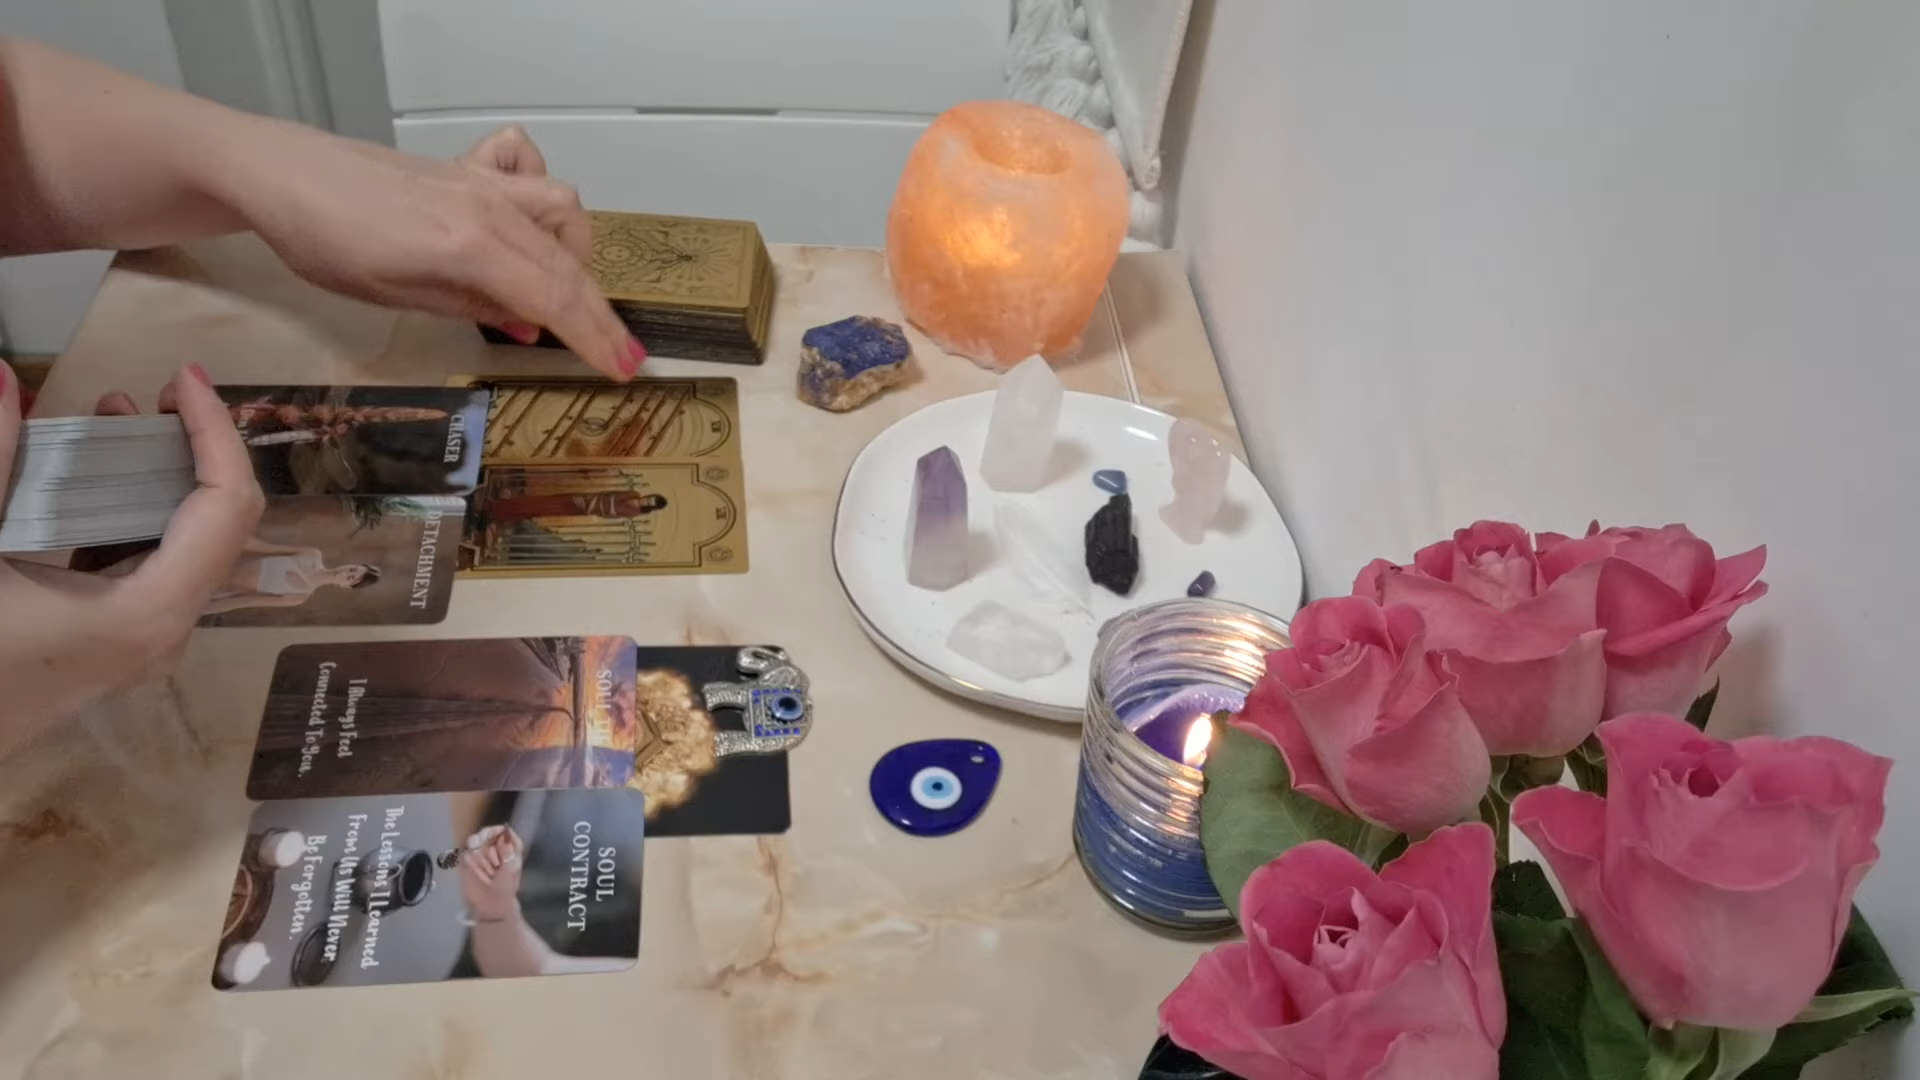 CHASER
DETACHMENT
I Always Feel
Connected To You.
SOUL
CONTRACT
The Lessons I Learned
From Us Will Never
Be Forgotten.